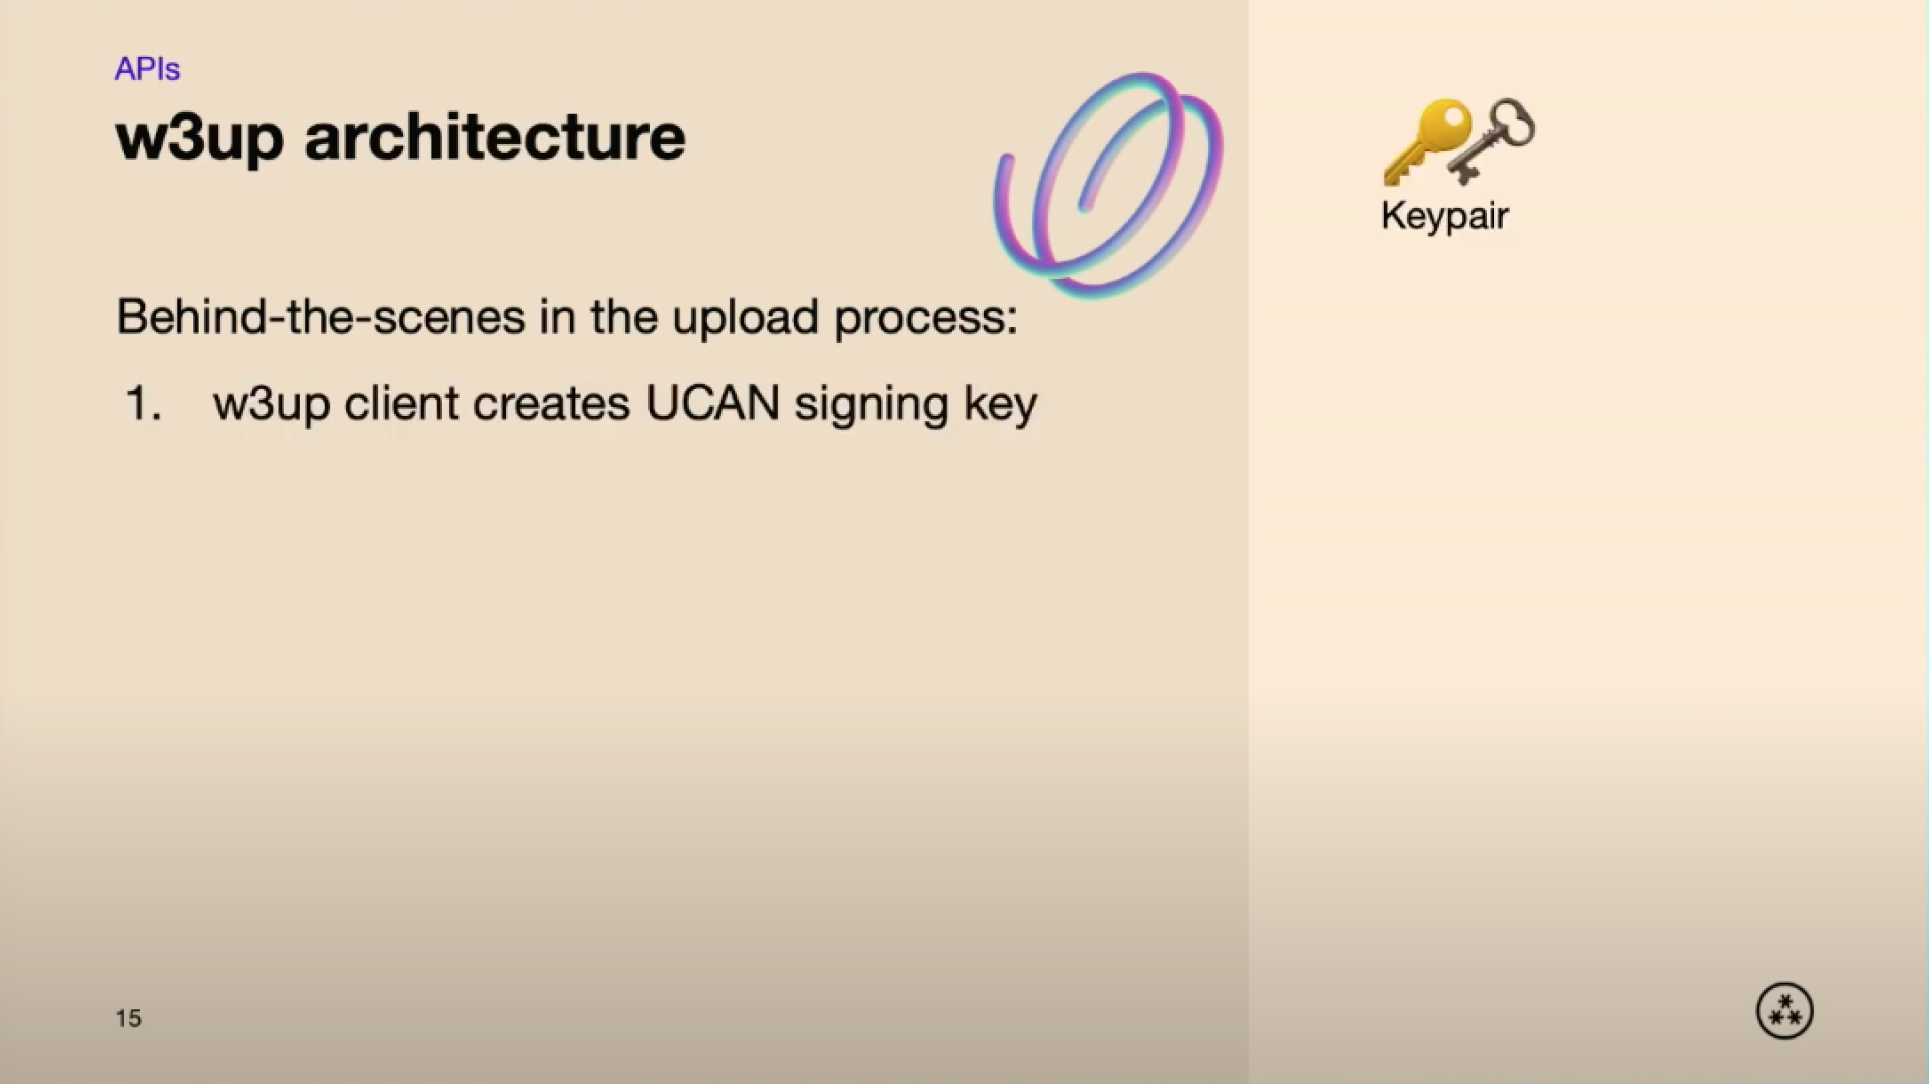 APIs
w3up architecture
Keypair
Behind-the-scenes in the upload process:
1. w3up client creates UCAN signing key
15